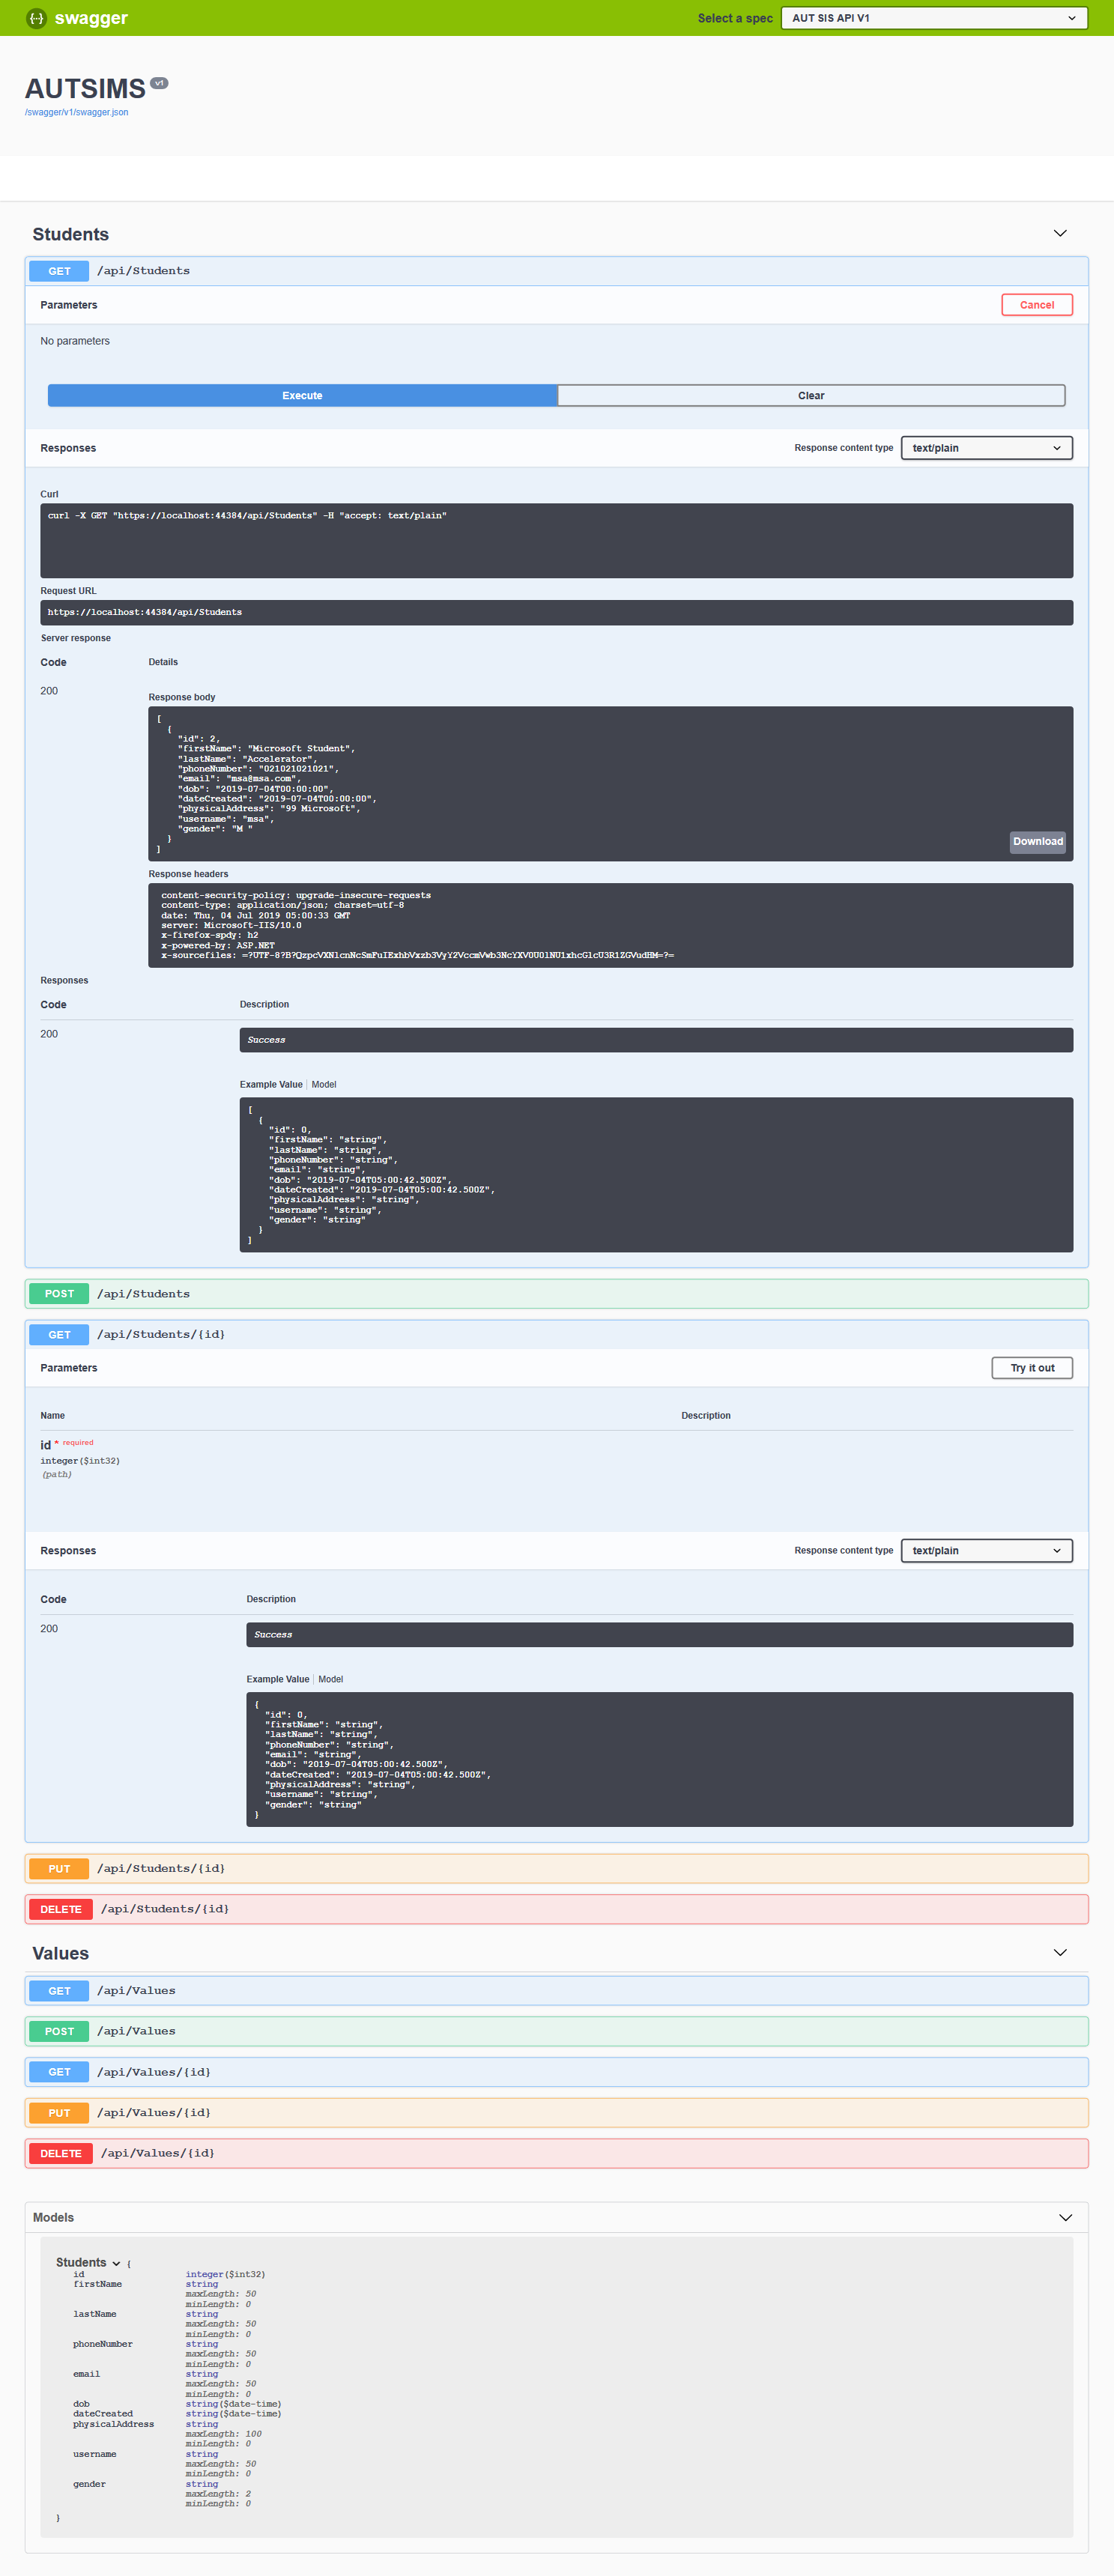 swagger
Select a spec
AUT SIS API V1
AUTSIMS v1
/swagger/v1/swagger.json
Students
GET /api/Students
Parameters
Cancel
No parameters
Execute
Clear
Responses
Response content type
text/plain
Curl
curl -X GET "https://localhost:44384/api/Students" -H "accept: text/plain"
Request URL
https://localhost:44384/api/Students
Server response
Code Details
200
Response body
[
{
"id": 2,
"firstName": "Microsoft Student",
"lastName": "Accelerator",
"phoneNumber": "021021021021",
"email": "msa@msa.com",
"dob": "2019-07-04T00:00:00",
"dateCreated": "2019-07-04T00:00:00",
"physicalAddress": "99 Microsoft",
"username": "msa",
"gender": "M "
}
]
Download
Response headers
content-security-policy: upgrade-insecure-requests
content-type: application/json; charset=utf-8
date: Thu, 04 Jul 2019 05:00:33 GMT
server: Microsoft-IIS/10.0
x-firefox-spdy: h2
x-powered-by: ASP.NET
x-sourcefiles:
Responses
Code Description
200
Success
Example Value Model
[
{
"id": 0,
"firstName": "string",
"lastName": "string",
"phoneNumber": "string",
"email": "string",
"dob": "2019-07-04T05:00:42.500Z",
"dateCreated": "2019-07-04T05:00:42.500Z",
"physicalAddress": "string",
"username": "string",
"gender": "string"
}
]
POST /api/Students
GET /api/Students/{id}
Parameters
Try it out
Name Description
id * required
integer($int32)
(path)
Responses
Response content type
text/plain
Code Description
200
Success
Example Value Model
{
"id": 0,
"firstName": "string",
"lastName": "string",
"phoneNumber": "string",
"email": "string",
"dob": "2019-07-04T05:00:42.500Z",
"dateCreated": "2019-07-04T05:00:42.500Z",
"physicalAddress": "string",
"username": "string",
"gender": "string"
}
PUT /api/Students/{id}
DELETE /api/Students/{id}
Values
GET /api/Values
POST /api/Values
GET /api/Values/{id}
PUT /api/Values/{id}
DELETE /api/Values/{id}
Models
Students {
id integer($int32)
firstName string
maxLength: 50
minLength: 0
lastName string
maxLength: 50
minLength: 0
phoneNumber string
maxLength: 50
minLength: 0
email string
maxLength: 50
minLength: 0
dob string($date-time)
dateCreated string($date-time)
physicalAddress string
maxLength: 100
minLength: 0
username string
maxLength: 50
minLength: 0
gender string
maxLength: 2
minLength: 0
}